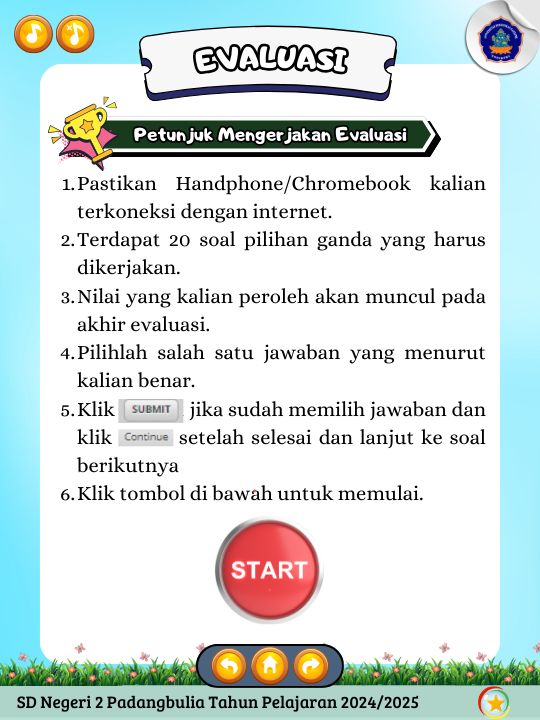 EVALUASI
Petunjuk Mengerjakan Evaluasi
1. Pastikan Handphone/Chromebook kalian
terkoneksi dengan internet.
2. Terdapat 20 soal pilihan ganda yang harus
dikerjakan.
3. Nilai yang kalian peroleh akan muncul pada
akhir evaluasi.
4. Pilihlah salah satu jawaban yang menurut
kalian benar.
5. Klik SUBMIT jika sudah memilih jawaban dan
klik Continue setelah selesai dan lanjut ke soal
berikutnya
6. Klik tombol di bawah untuk memulai.
START
SD Negeri 2 Padangbulia Tahun Pelajaran 2024/2025